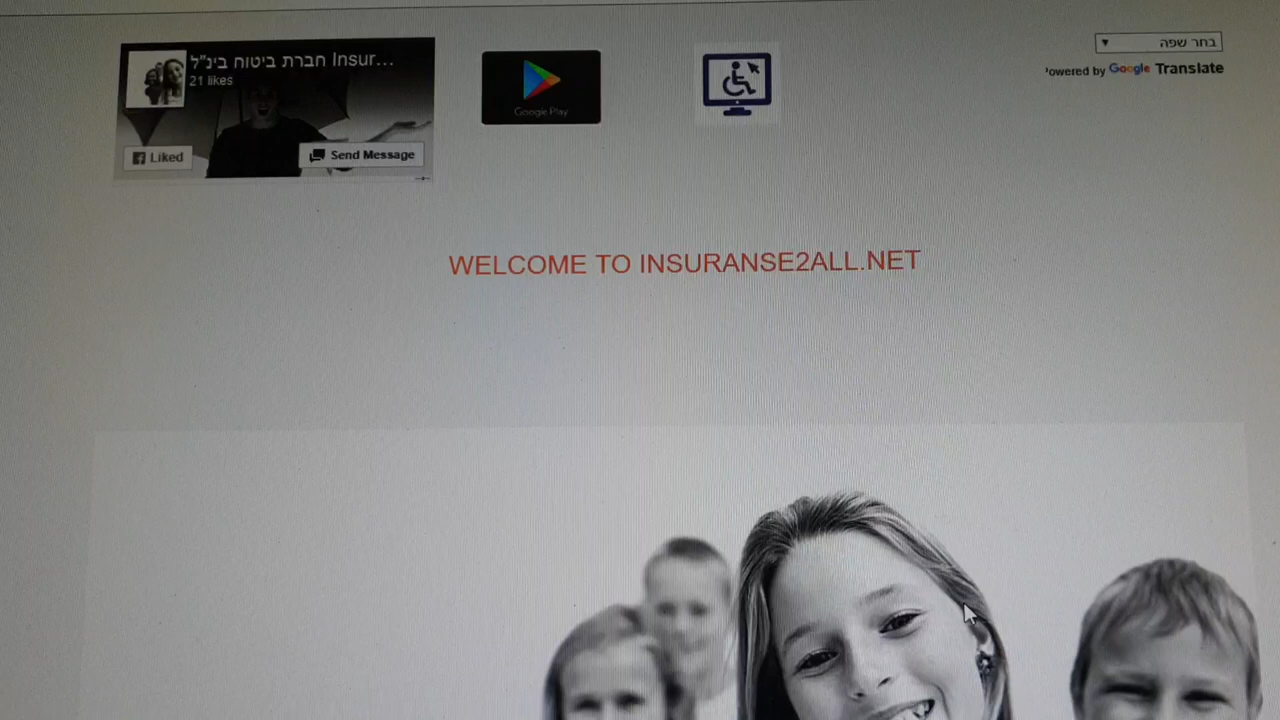 חברת ביטוח בינ"ל Insur...
21 likes
Liked
Send Message
Google Play
בחר שפה
Powered by Google Translate
WELCOME TO INSURANSE2ALL.NET